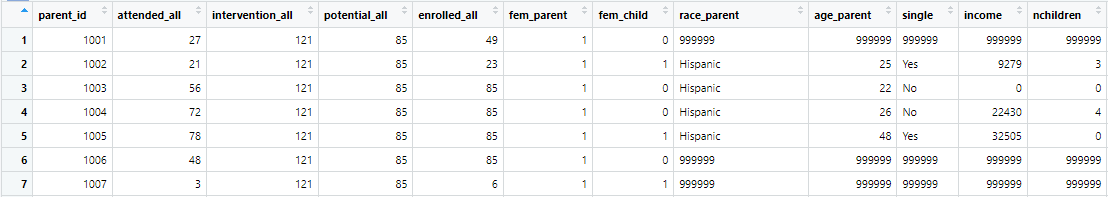 parent_id attended_all intervention_all potential_all enrolled_all fem_parent fem_child race_parent age_parent single income nchildren
1 1001 27 121 85 49 1 0 999999 999999 999999 999999 999999
2 1002 21 121 85 23 1 1 Hispanic 25 Yes 9279 3
3 1003 56 121 85 85 1 0 Hispanic 22 No 0 0
4 1004 72 121 85 85 1 0 Hispanic 26 No 22430 4
5 1005 78 121 85 85 1 1 Hispanic 48 Yes 32505 0
6 1006 48 121 85 85 1 0 999999 999999 999999 999999 999999
7 1007 3 121 85 6 1 1 999999 999999 999999 999999 999999